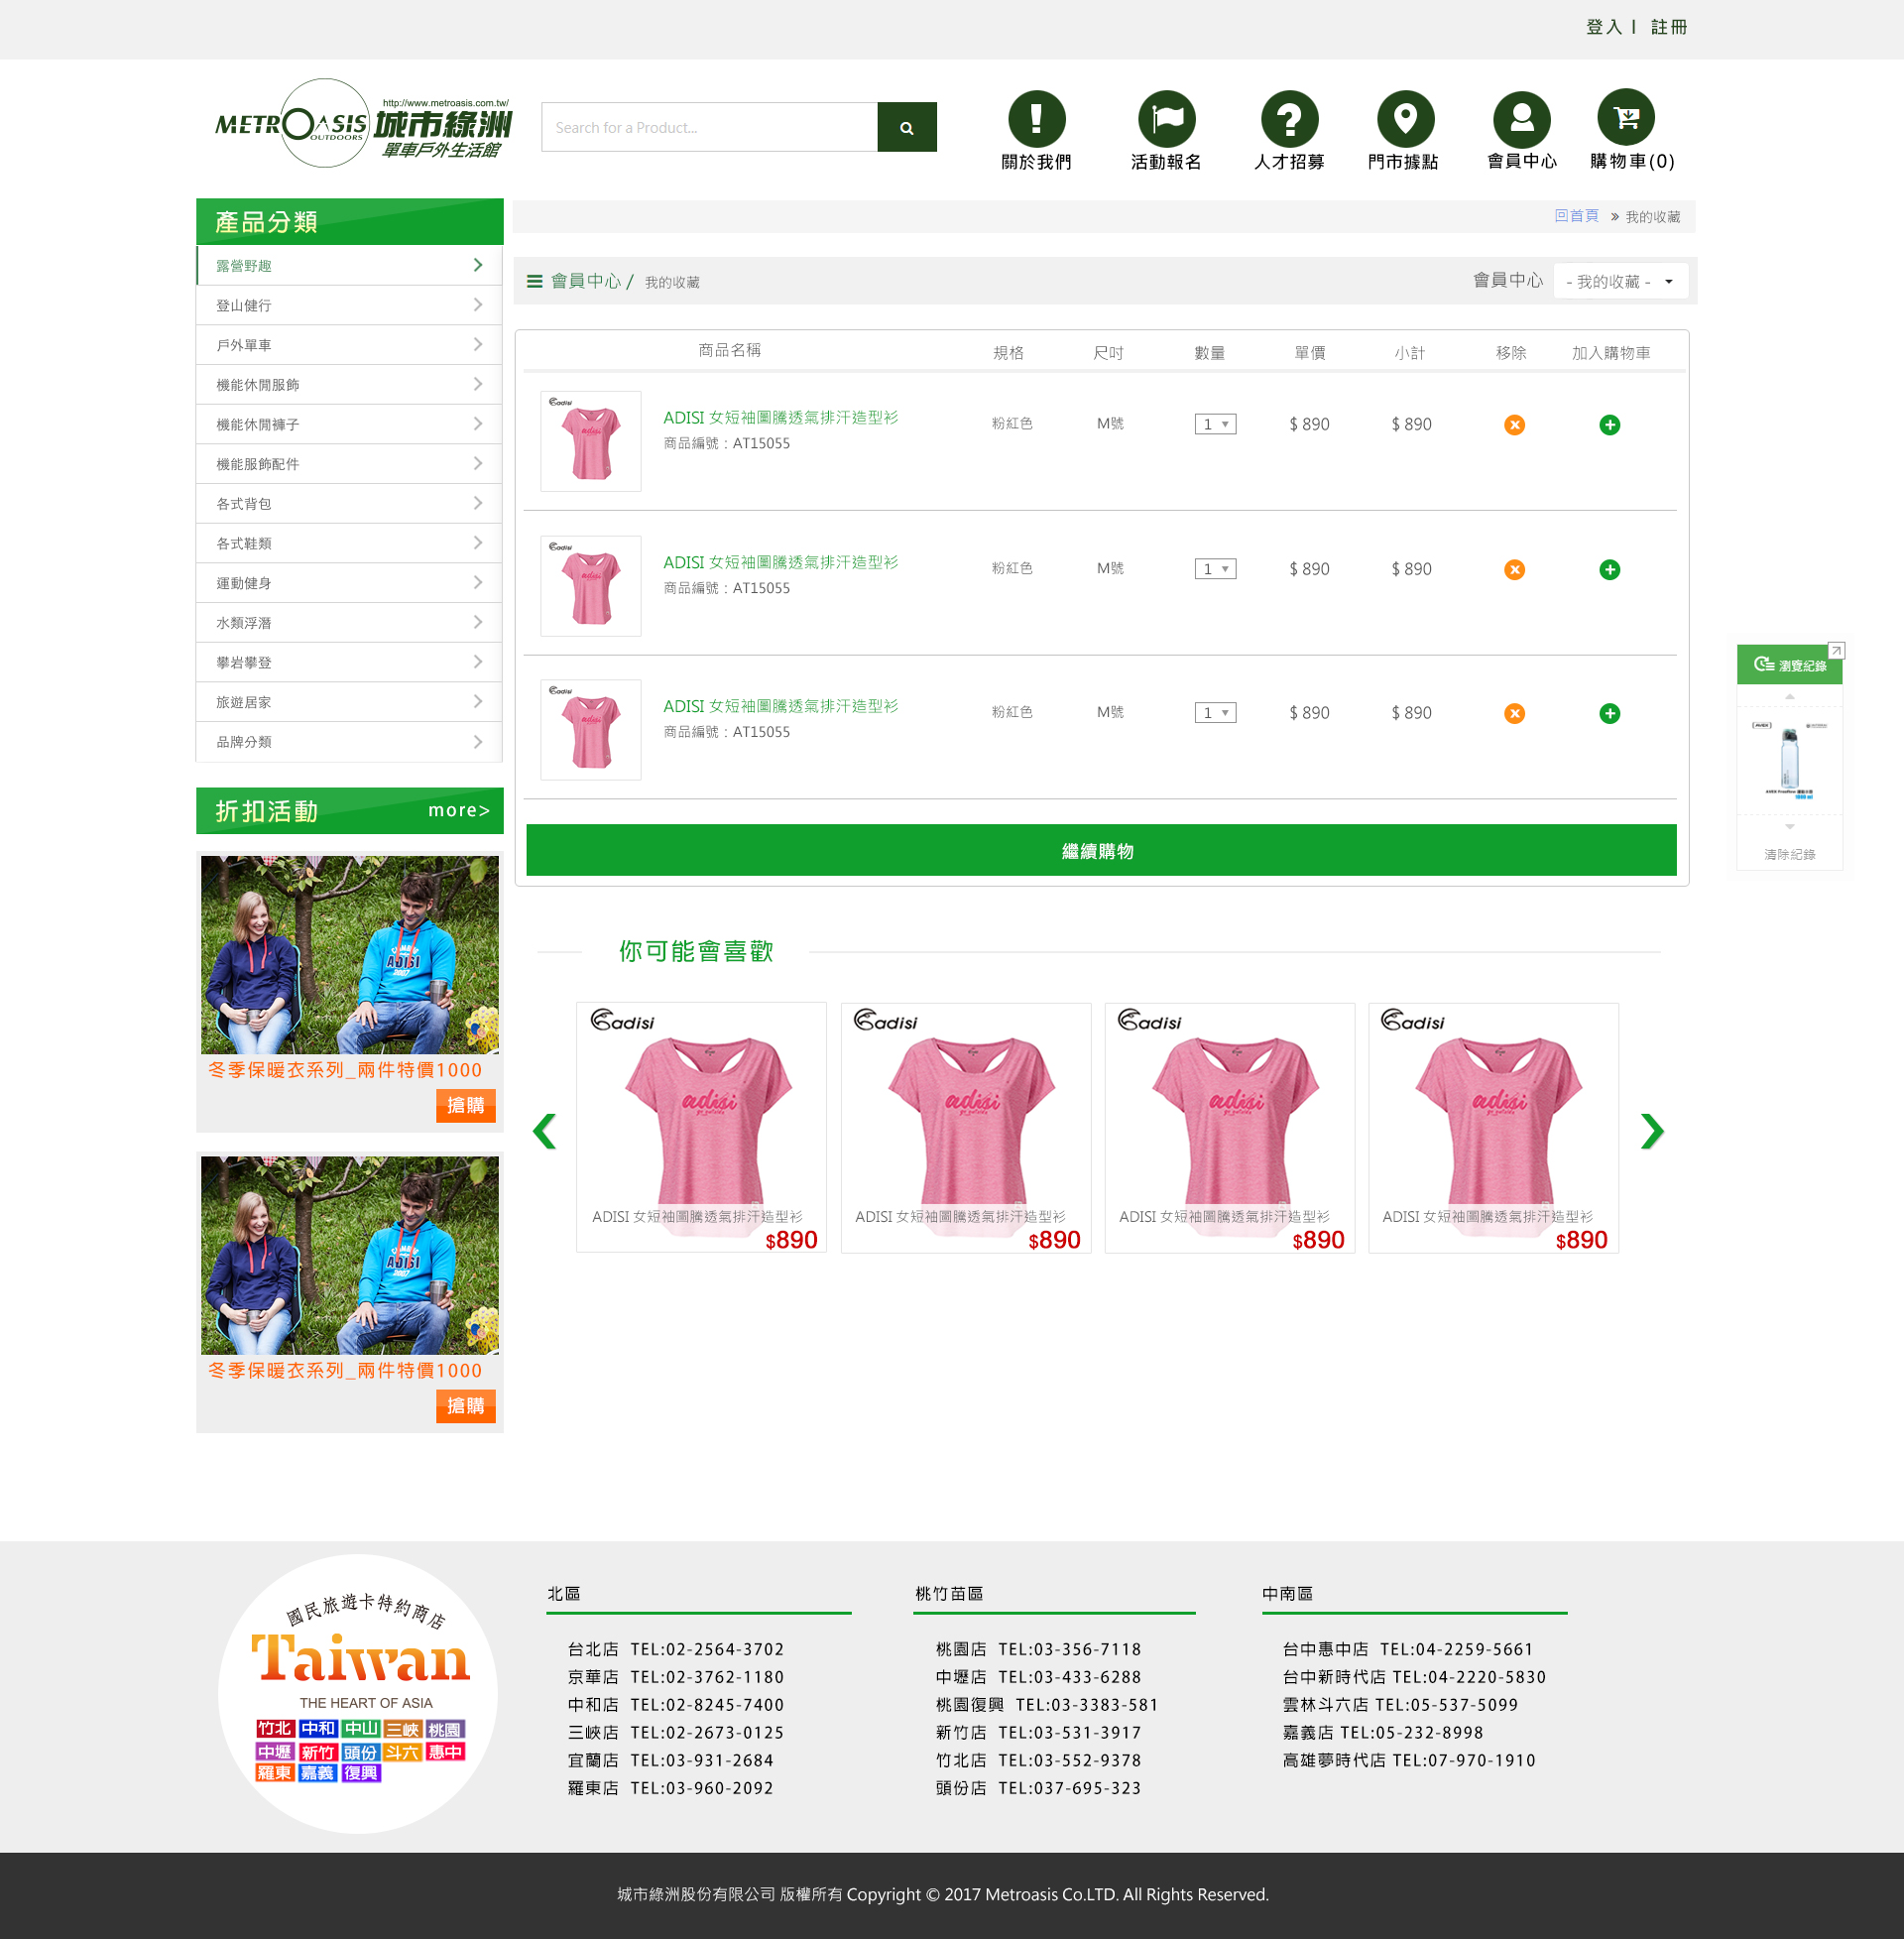 登入 | 註冊
http://www.metroasis.com.tw/
METROASIS 城市綠洲
OUTDOORS
單車戶外生活館
Search for a Product...
關於我們
活動報名
人才招募
門市據點
會員中心
購物車(0)
產品分類
回首頁 » 我的收藏
露營野趣
登山健行
戶外單車
機能休閒服飾
機能休閒褲子
機能服飾配件
各式背包
各式鞋類
運動健身
水類浮潛
攀岩攀登
旅遊居家
品牌分類
會員中心 / 我的收藏
會員中心 - 我的收藏 -
商品名稱 規格 尺吋 數量 單價 小計 移除 加入購物車
adisi
ADISI 女短袖圖騰透氣排汗造型衫
商品編號：AT15055
粉紅色 M號 1 $ 890 $ 890
adisi
ADISI 女短袖圖騰透氣排汗造型衫
商品編號：AT15055
粉紅色 M號 1 $ 890 $ 890
adisi
ADISI 女短袖圖騰透氣排汗造型衫
商品編號：AT15055
粉紅色 M號 1 $ 890 $ 890
繼續購物
瀏覽紀錄
清除紀錄
折扣活動 more>
ADISI
2007
冬季保暖衣系列_兩件特價1000
搶購
ADISI
2007
冬季保暖衣系列_兩件特價1000
搶購
你可能會喜歡
adisi
adisi
go outside
ADISI 女短袖圖騰透氣排汗造型衫
$890
adisi
adisi
go outside
ADISI 女短袖圖騰透氣排汗造型衫
$890
adisi
adisi
go outside
ADISI 女短袖圖騰透氣排汗造型衫
$890
adisi
adisi
go outside
ADISI 女短袖圖騰透氣排汗造型衫
$890
國民旅遊卡特約商店
Taiwan
THE HEART OF ASIA
竹北 中和 中山 三峽 桃園
中壢 新竹 頭份 斗六 惠中
羅東 嘉義 復興
北區
台北店 TEL:02-2564-3702
京華店 TEL:02-3762-1180
中和店 TEL:02-8245-7400
三峽店 TEL:02-2673-0125
宜蘭店 TEL:03-931-2684
羅東店 TEL:03-960-2092
桃竹苗區
桃園店 TEL:03-356-7118
中壢店 TEL:03-433-6288
桃園復興 TEL:03-3383-581
新竹店 TEL:03-531-3917
竹北店 TEL:03-552-9378
頭份店 TEL:037-695-323
中南區
台中惠中店 TEL:04-2259-5661
台中新時代店 TEL:04-2220-5830
雲林斗六店 TEL:05-537-5099
嘉義店 TEL:05-232-8998
高雄夢時代店 TEL:07-970-1910
城市綠洲股份有限公司 版權所有 Copyright © 2017 Metroasis Co.LTD. All Rights Reserved.